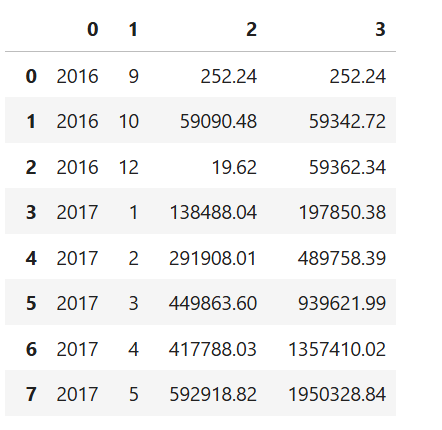 0 1 2 3
0 2016 9 252.24 252.24
1 2016 10 59090.48 59342.72
2 2016 12 19.62 59362.34
3 2017 1 138488.04 197850.38
4 2017 2 291908.01 489758.39
5 2017 3 449863.60 939621.99
6 2017 4 417788.03 1357410.02
7 2017 5 592918.82 1950328.84